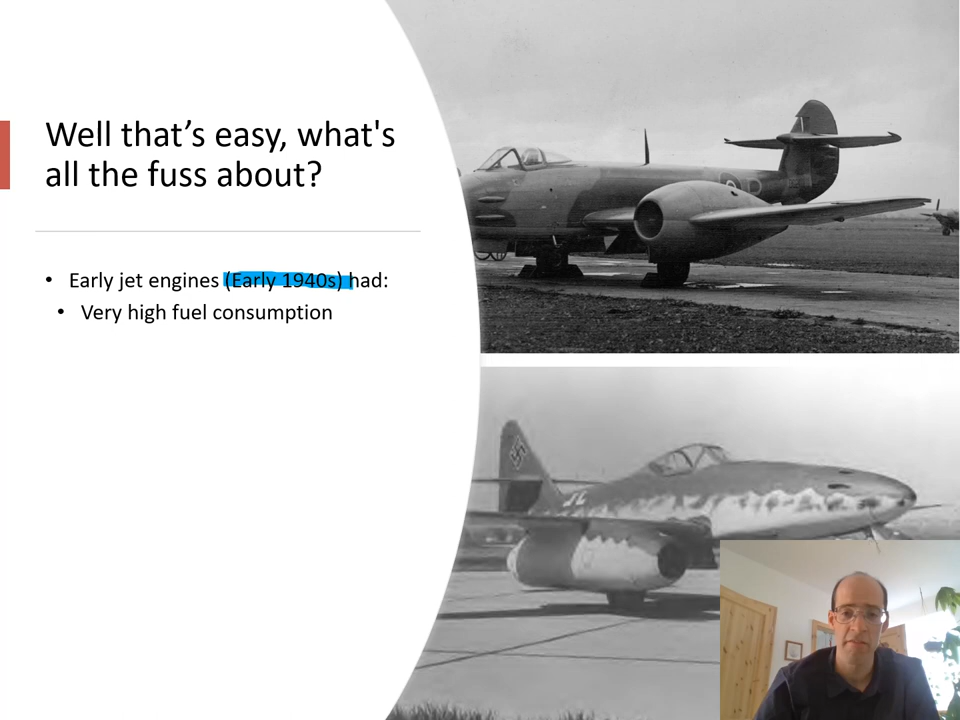 Well that’s easy, what's
all the fuss about?
• Early jet engines (Early 1940s) had:
• Very high fuel consumption